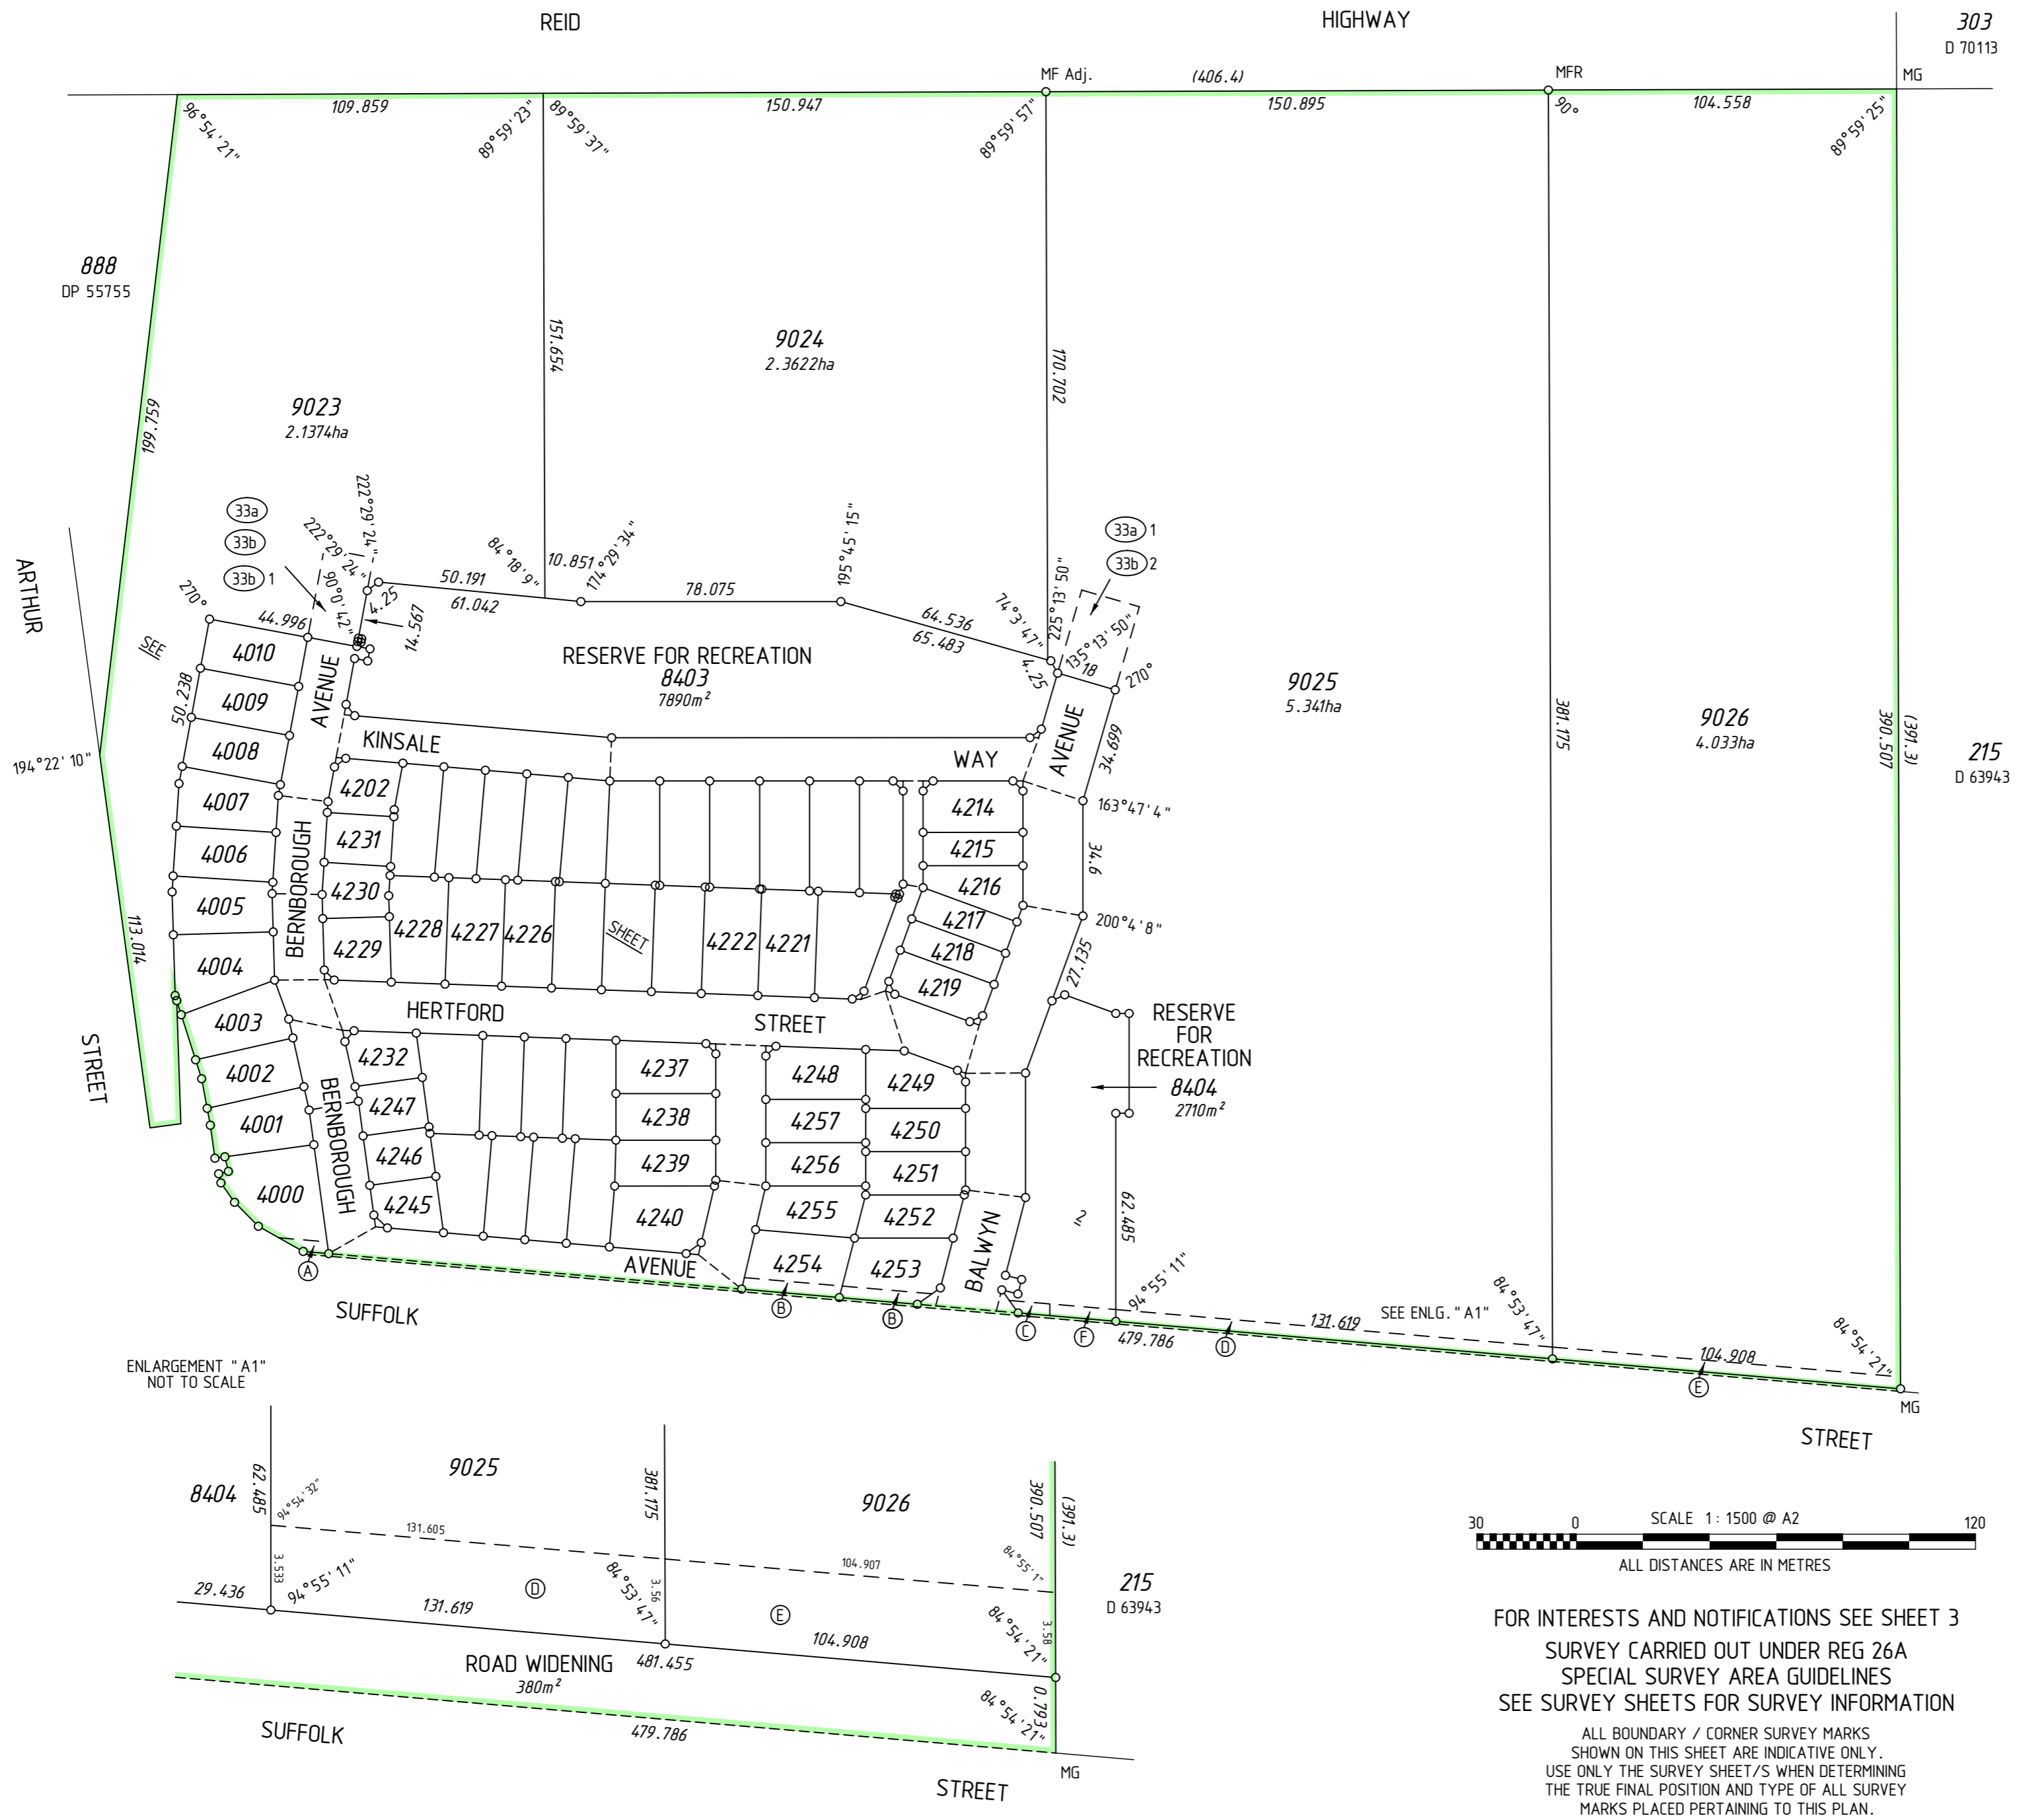 REID HIGHWAY
303
D 70113
MF Adj.
(406.4)
MFR
MG
109.859
150.947
150.895
104.558
96°54'21"
89°59'23"
89°59'37"
89°59'57"
90°
89°59'25"
888
DP 55755
199.759
151.654
9024
2.3622ha
170.702
9023
2.1374ha
33a
33b
33b 1
222°29'24"
222°29'24"
90°0'42"
4.25
14.567
50.191
61.042
84°18'9"
10.851
174°29'34"
78.075
195°45'15"
64.536
65.483
74°3'47"
225°13'50"
4.25
33a 1
33b 2
135°13'50"
18
270°
ARTHUR
STREET
SEE
270°
44.996
50.238
194°22'10"
113.014
RESERVE FOR RECREATION
8403
7890m²
9025
5.341ha
381.175
9026
4.033ha
390.507
(391.3)
215
D 63943
AVENUE
KINSALE
WAY
AVENUE
34.699
163°47'4"
34.6
200°4'8"
27.135
4010
4009
4008
4007
4006
4005
4004
4003
4002
4001
4000
BERNBOROUGH
BERNBOROUGH
4202
4231
4230
4229
4228
4227
4226
SHEET
4222
4221
4214
4215
4216
4217
4218
4219
HERTFORD
STREET
4232
4247
4246
4245
4237
4238
4239
4240
4248
4257
4256
4255
4254
4249
4250
4251
4252
4253
AVENUE
BALWYN
RESERVE
FOR
RECREATION
8404
2710m²
2
62.485
94°55'11"
A
B
B
C
F
D
E
SUFFOLK
STREET
479.786
131.619
SEE ENLG. "A1"
84°53'47"
104.908
84°54'21"
MG
ENLARGEMENT "A1"
NOT TO SCALE
8404
62.485
94°54'32"
9025
381.175
9026
390.507
(391.3)
131.605
3.533
94°55'11"
D
84°53'47"
3.56
104.907
84°55'1"
E
215
D 63943
29.436
131.619
104.908
84°54'21"
3.58
ROAD WIDENING
380m²
481.455
84°54'21"
0.793
SUFFOLK
479.786
STREET
MG
SCALE 1 : 1500 @ A2
30 0 120
ALL DISTANCES ARE IN METRES
FOR INTERESTS AND NOTIFICATIONS SEE SHEET 3
SURVEY CARRIED OUT UNDER REG 26A
SPECIAL SURVEY AREA GUIDELINES
SEE SURVEY SHEETS FOR SURVEY INFORMATION
ALL BOUNDARY / CORNER SURVEY MARKS
SHOWN ON THIS SHEET ARE INDICATIVE ONLY.
USE ONLY THE SURVEY SHEET/S WHEN DETERMINING
THE TRUE FINAL POSITION AND TYPE OF ALL SURVEY
MARKS PLACED PERTAINING TO THIS PLAN.